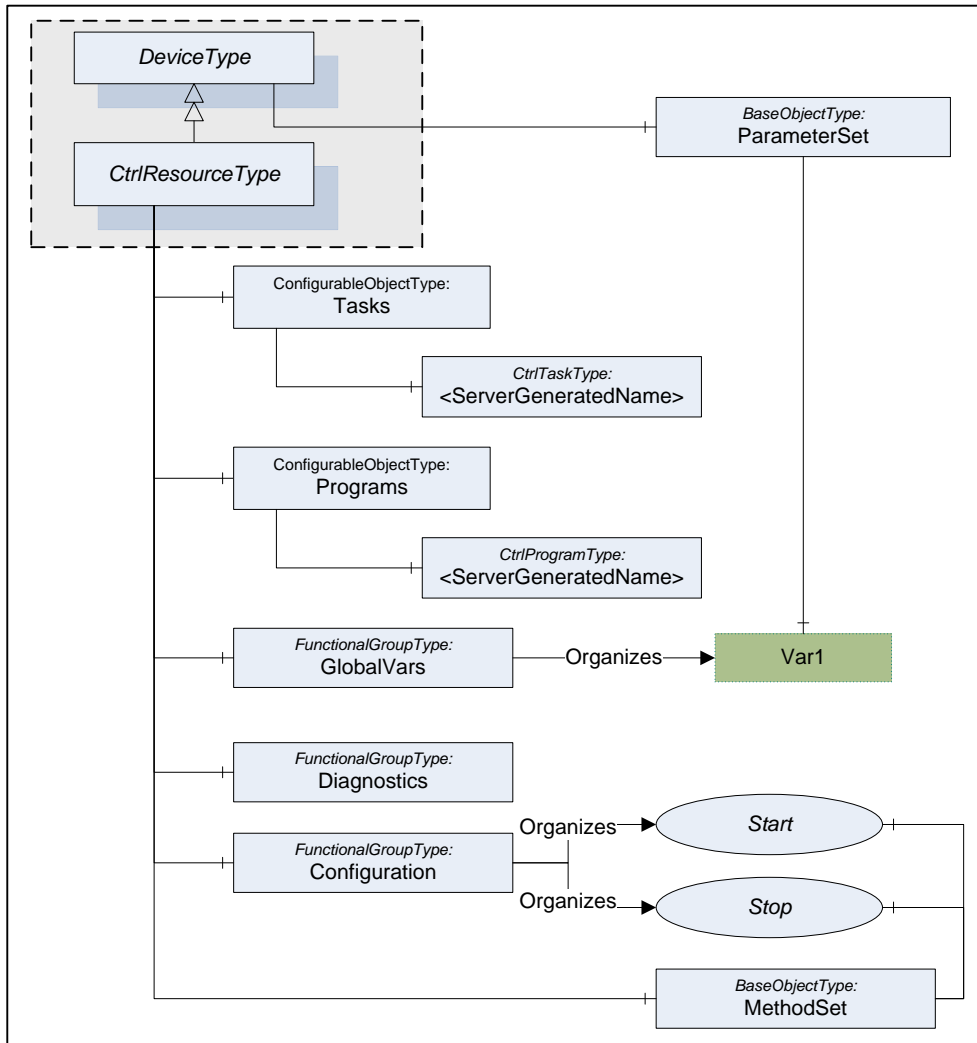 DeviceType
BaseObjectType:
ParameterSet
CtrlResourceType
ConfigurableObjectType:
Tasks
CtrlTaskType:
<ServerGeneratedName>
ConfigurableObjectType:
Programs
CtrlProgramType:
<ServerGeneratedName>
FunctionalGroupType:
GlobalVars
Organizes
Var1
FunctionalGroupType:
Diagnostics
Organizes
Start
FunctionalGroupType:
Configuration
Organizes
Stop
BaseObjectType:
MethodSet